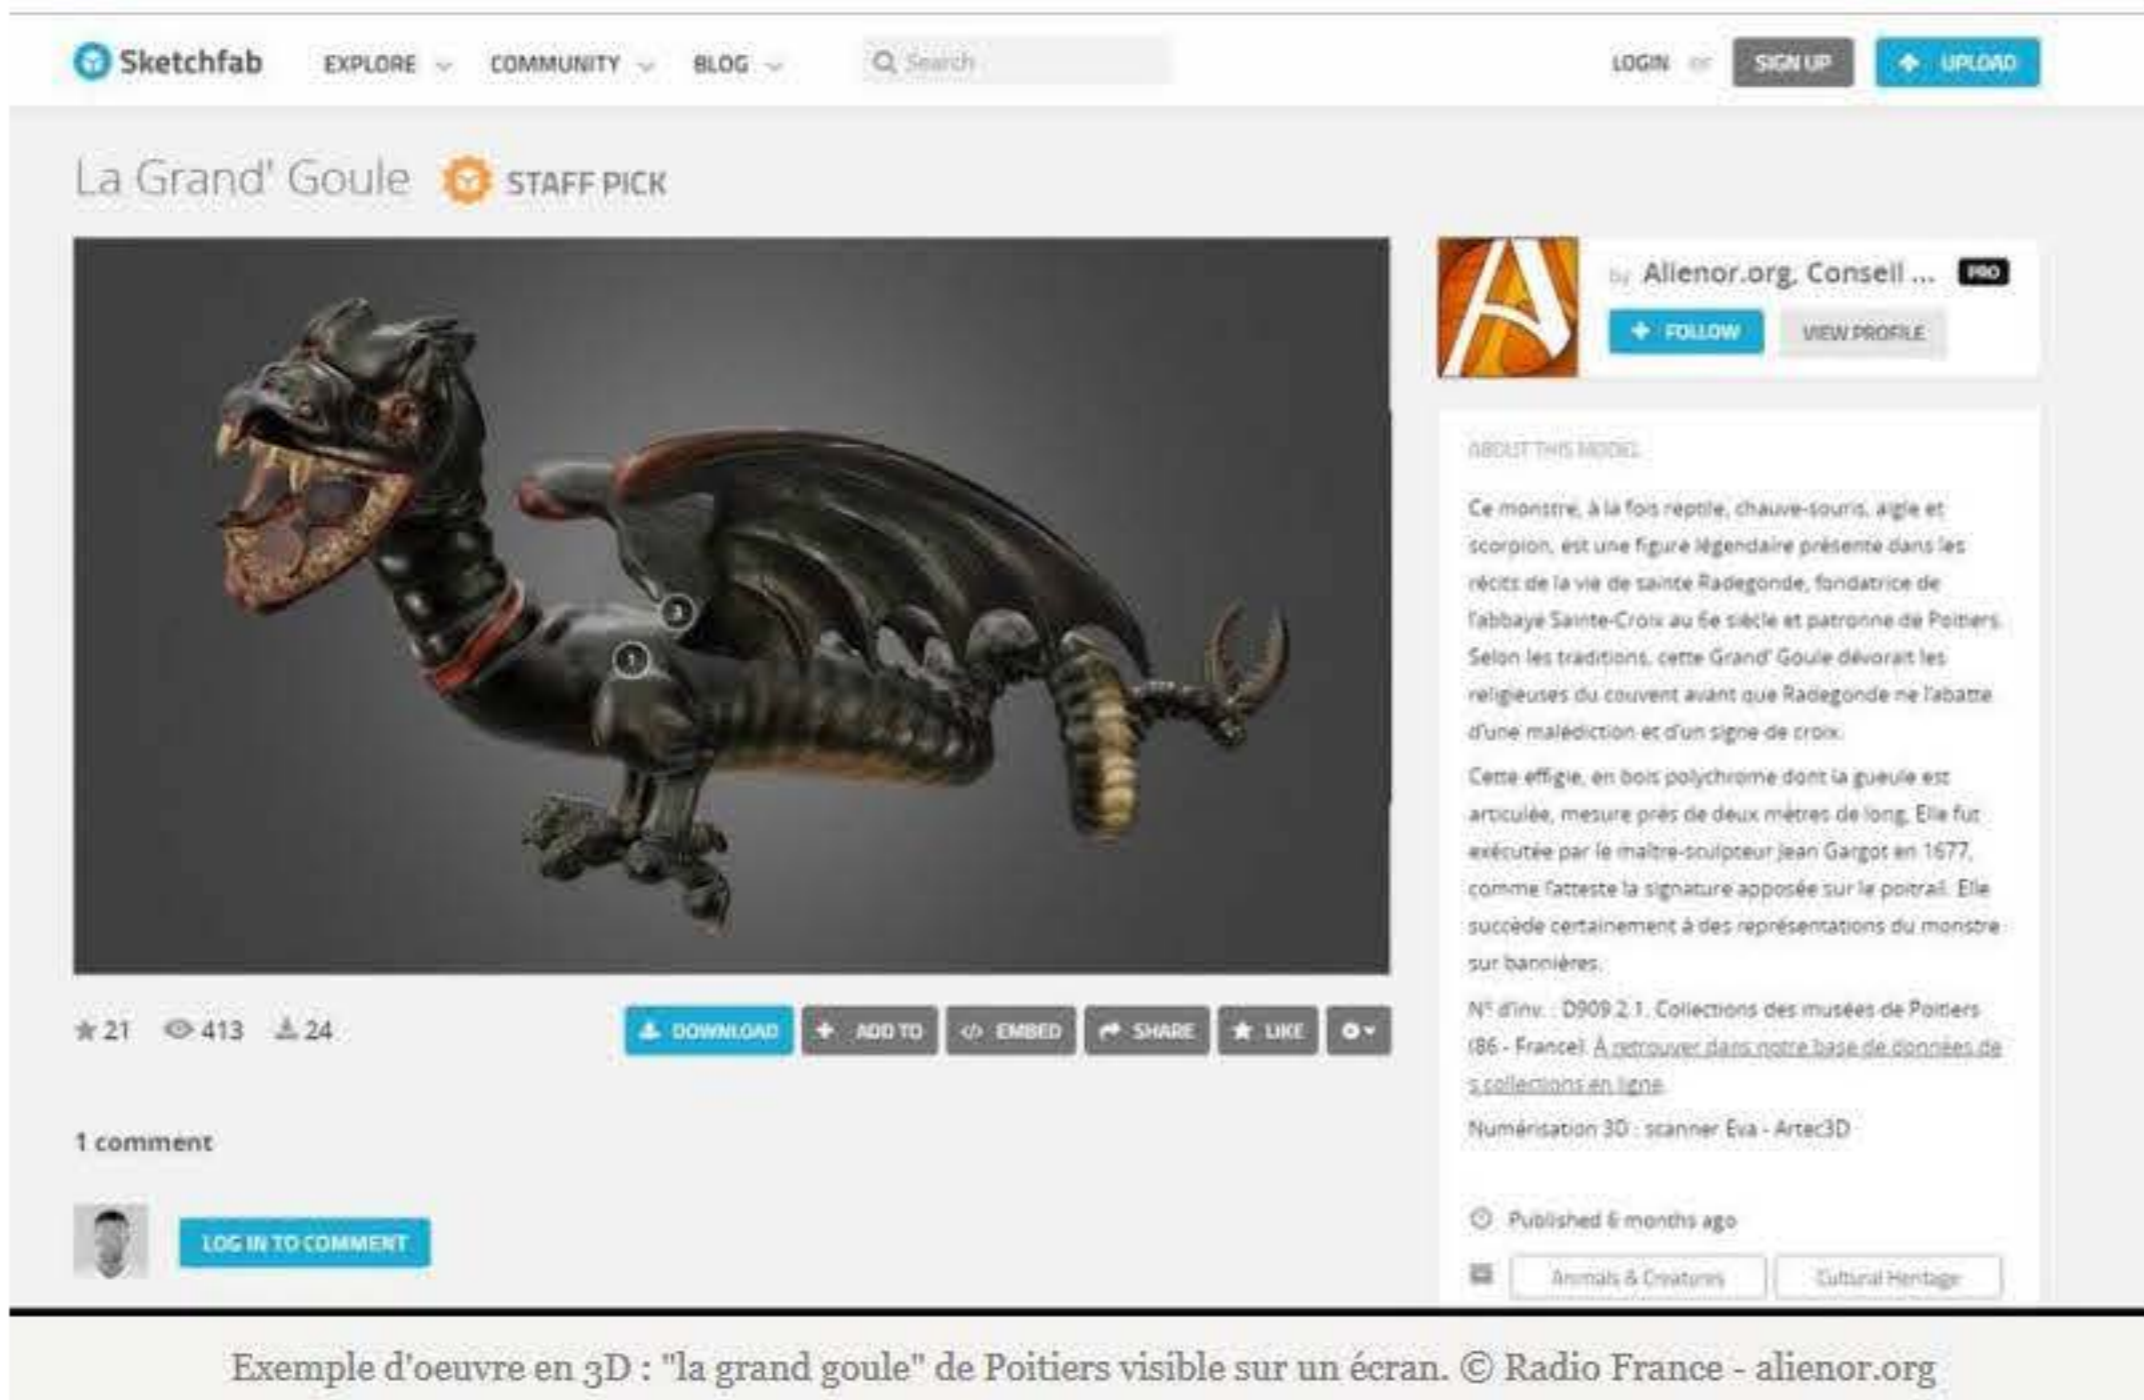 Sketchfab EXPLORE COMMUNITY BLOG Search LOGIN or SIGN UP UPLOAD
La Grand' Goule STAFF PICK
3
1
21 413 24
DOWNLOAD ADD TO </> EMBED SHARE LIKE
1 comment
LOG IN TO COMMENT
A
by Alienor.org, Conseil ... PRO
FOLLOW VIEW PROFILE
ABOUT THIS MODEL
Ce monstre, à la fois reptile, chauve-souris, aigle et
scorpion, est une figure légendaire présente dans les
récits de la vie de sainte Radegonde, fondatrice de
l'abbaye Sainte-Croix au 6e siècle et patronne de Poitiers.
Selon les traditions, cette Grand' Goule dévorait les
religieuses du couvent avant que Radegonde ne l'abatte
d'une malédiction et d'un signe de croix.
Cette effigie, en bois polychrome dont la gueule est
articulée, mesure près de deux mètres de long. Elle fut
exécutée par le maître-sculpteur Jean Gargot en 1677,
comme l'atteste la signature apposée sur le poitrail. Elle
succède certainement à des représentations du monstre
sur bannières.
N° d'inv. : D909.2.1. Collections des musées de Poitiers
(86 - France). A retrouver dans notre base de données de
s collections en ligne.
Numérisation 3D : scanner Eva - Artec3D
Published 6 months ago
Animals & Creatures Cultural Heritage
Exemple d'oeuvre en 3D : "la grand goule" de Poitiers visible sur un écran. © Radio France - alienor.org